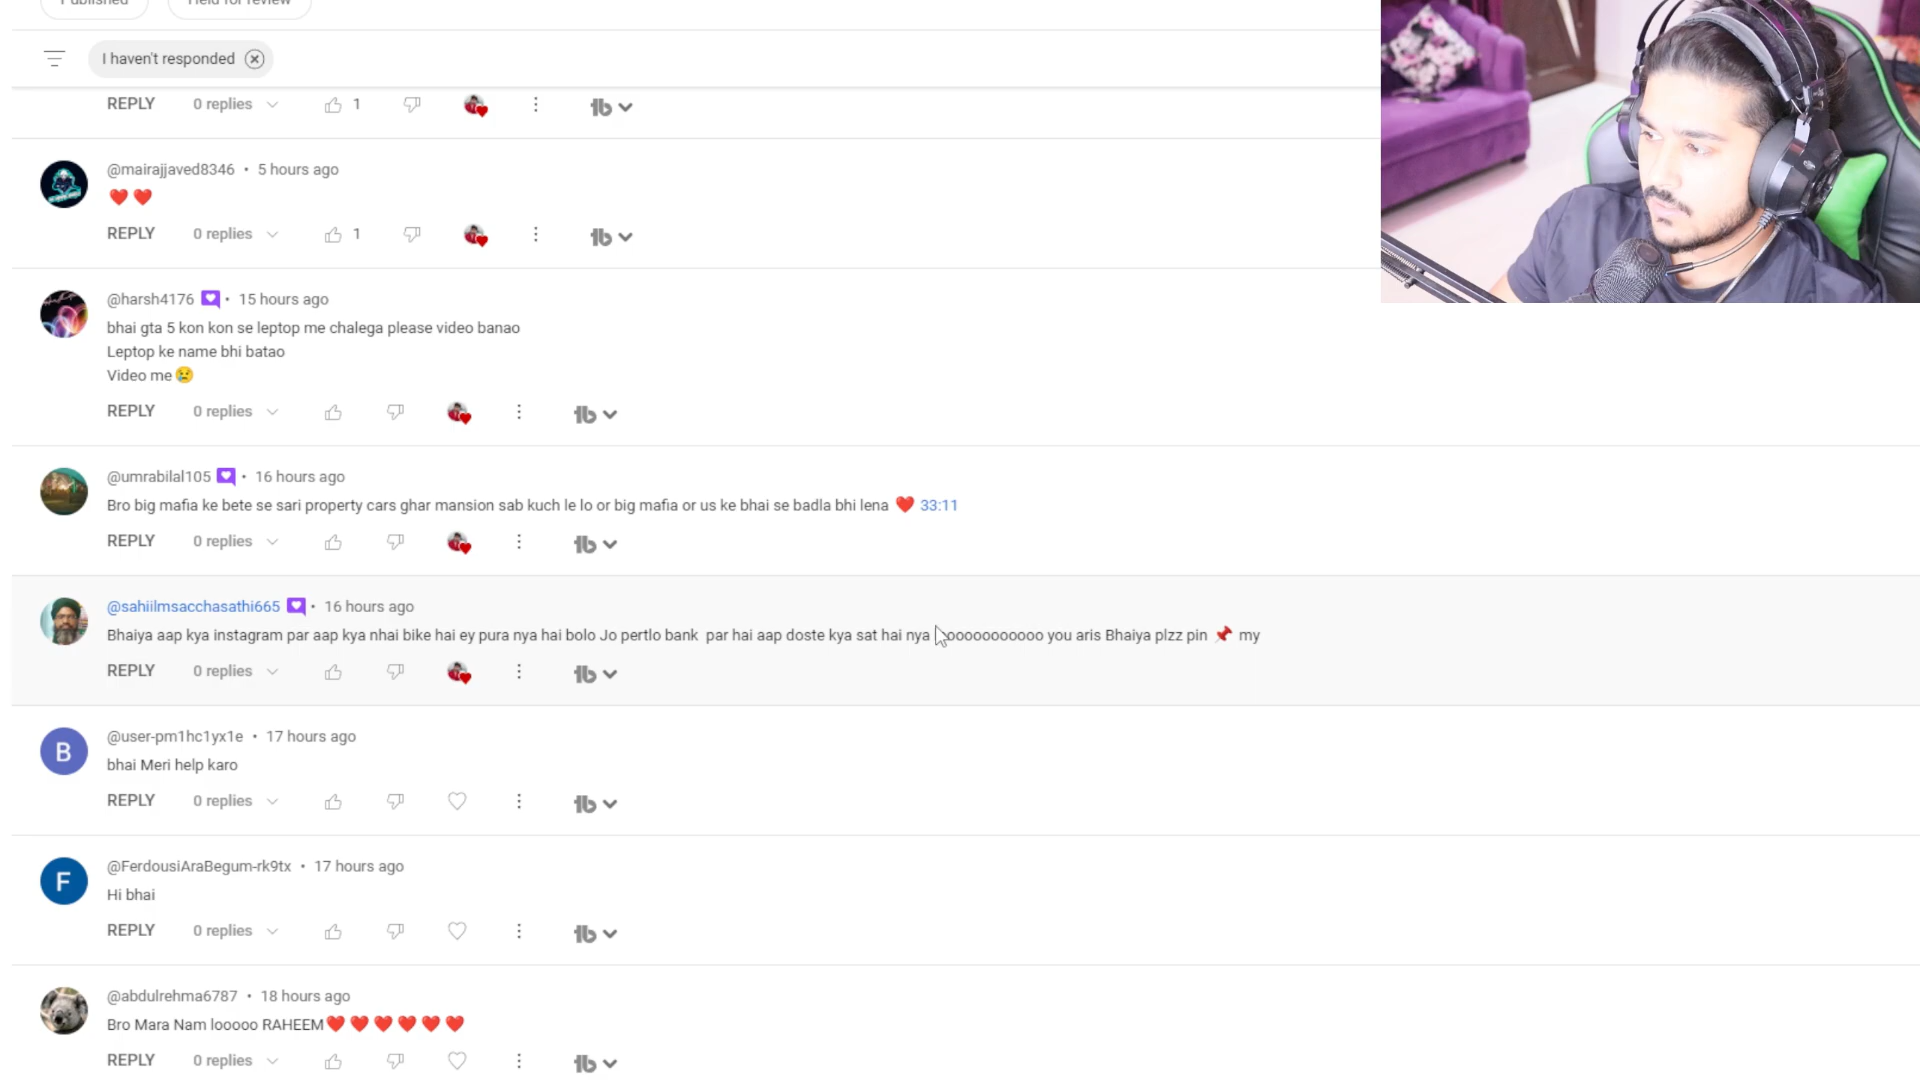 Published Held for review
I haven't responded
REPLY 0 replies 1
@mairajjaved8346 • 5 hours ago
❤️ ❤️
REPLY 0 replies 1
@harsh4176 • 15 hours ago
bhai gta 5 kon kon se leptop me chalega please video banao
Leptop ke name bhi batao
Video me 😢
REPLY 0 replies
@umrabilal105 • 16 hours ago
Bro big mafia ke bete se sari property cars ghar mansion sab kuch le lo or big mafia or us ke bhai se badla bhi lena ❤️ 33:11
REPLY 0 replies
@sahiilmsacchasathi665 • 16 hours ago
Bhaiya aap kya instagram par aap kya nhai bike hai ey pura nya hai bolo Jo pertlo bank par hai aap doste kya sat hai nya you aris Bhaiya plzz pin 📌 my
REPLY 0 replies
B @user-pm1hc1yx1e • 17 hours ago
bhai Meri help karo
REPLY 0 replies
F @FerdousiAraBegum-rk9tx • 17 hours ago
Hi bhai
REPLY 0 replies
@abdulrehma6787 • 18 hours ago
Bro Mara Nam looooo RAHEEM❤️ ❤️ ❤️ ❤️ ❤️ ❤️
REPLY 0 replies